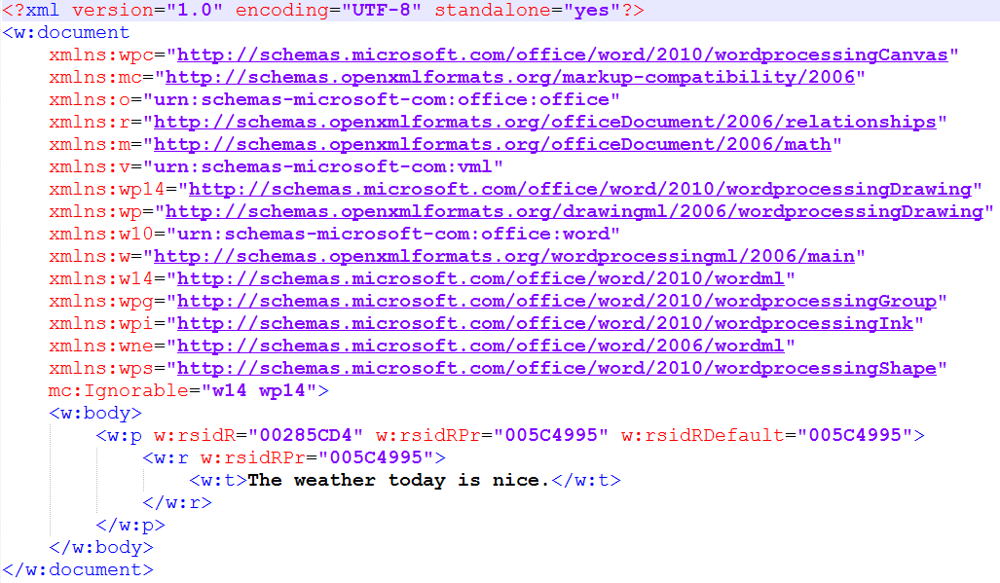 <?xml version="1.0" encoding="UTF-8" standalone="yes"?>
<w:document
xmlns:wpc="http://schemas.microsoft.com/office/word/2010/wordprocessingCanvas"
xmlns:mc="http://schemas.openxmlformats.org/markup-compatibility/2006"
xmlns:o="urn:schemas-microsoft-com:office:office"
xmlns:r="http://schemas.openxmlformats.org/officeDocument/2006/relationships"
xmlns:m="http://schemas.openxmlformats.org/officeDocument/2006/math"
xmlns:v="urn:schemas-microsoft-com:vml"
xmlns:wp14="http://schemas.microsoft.com/office/word/2010/wordprocessingDrawing"
xmlns:wp="http://schemas.openxmlformats.org/drawingml/2006/wordprocessingDrawing"
xmlns:w10="urn:schemas-microsoft-com:office:word"
xmlns:w="http://schemas.openxmlformats.org/wordprocessingml/2006/main"
xmlns:w14="http://schemas.microsoft.com/office/word/2010/wordml"
xmlns:wpg="http://schemas.microsoft.com/office/word/2010/wordprocessingGroup"
xmlns:wpi="http://schemas.microsoft.com/office/word/2010/wordprocessingInk"
xmlns:wne="http://schemas.microsoft.com/office/word/2006/wordml"
xmlns:wps="http://schemas.microsoft.com/office/word/2010/wordprocessingShape"
mc:Ignorable="w14 wp14">
<w:body>
<w:p w:rsidR="00285CD4" w:rsidRPr="005C4995" w:rsidRDefault="005C4995">
<w:r w:rsidRPr="005C4995">
<w:t>The weather today is nice.</w:t>
</w:r>
</w:p>
</w:body>
</w:document>